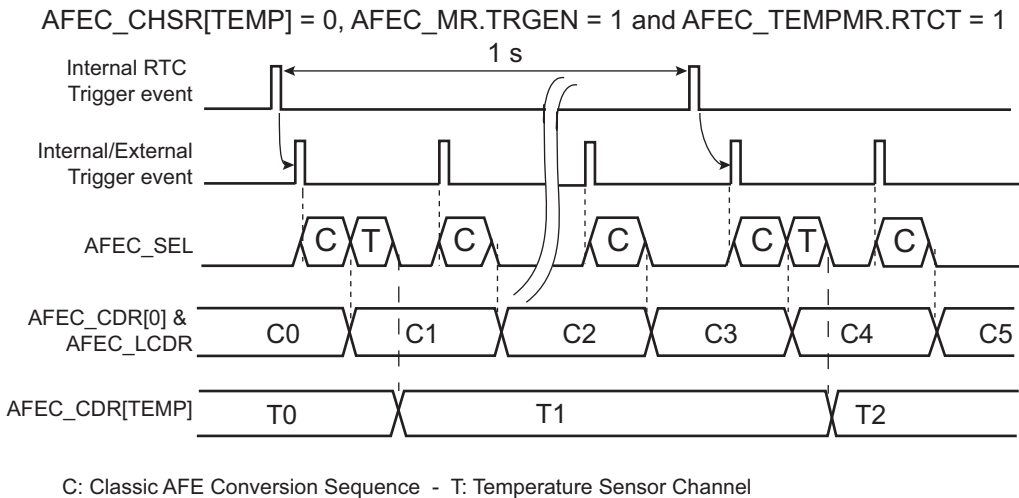 AFEC_CHSR[TEMP] = 0, AFEC_MR.TRGEN = 1 and AFEC_TEMPMR.RTCT = 1
1 s
Internal RTC
Trigger event
Internal/External
Trigger event
AFEC_SEL
C T C C C T C
AFEC_CDR[0] &
AFEC_LCDR
C0 C1 C2 C3 C4 C5
AFEC_CDR[TEMP]
T0 T1 T2
C: Classic AFE Conversion Sequence - T: Temperature Sensor Channel